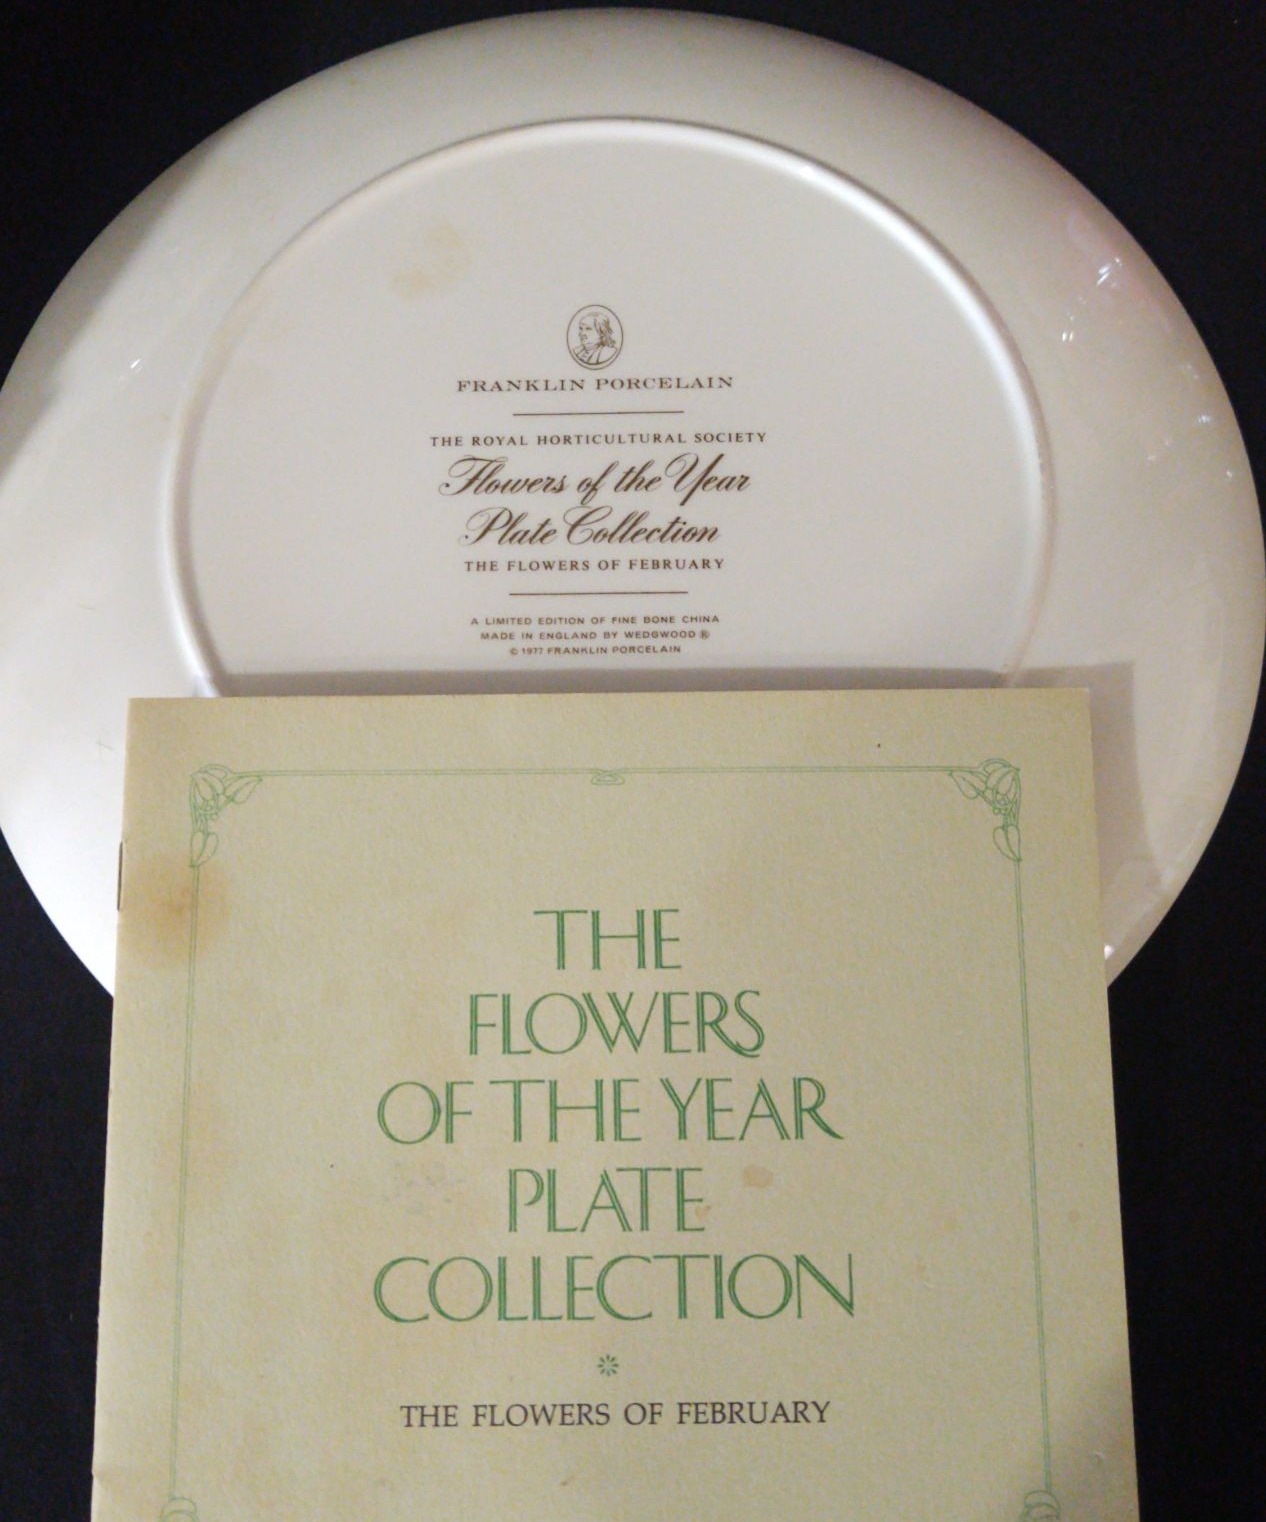 FRANKLIN PORCELAIN
THE ROYAL HORTICULTURAL SOCIETY
Flowers of the Year
Plate Collection
THE FLOWERS OF FEBRUARY
A LIMITED EDITION OF FINE BONE CHINA
MADE IN ENGLAND BY WEDGWOOD ®
© 1977 FRANKLIN PORCELAIN
THE
FLOWERS
OF THE YEAR
PLATE
COLLECTION
THE FLOWERS OF FEBRUARY